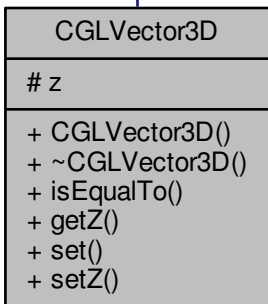 CGLVector3D
# z
+ CGLVector3D()
+ ~CGLVector3D()
+ isEqualTo()
+ getZ()
+ set()
+ setZ()